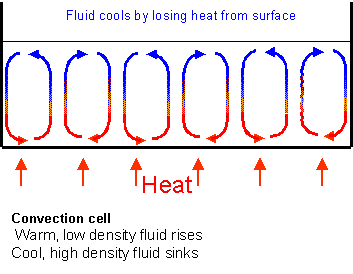 Fluid cools by losing heat from surface
Heat
Convection cell
Warm, low density fluid rises
Cool, high density fluid sinks